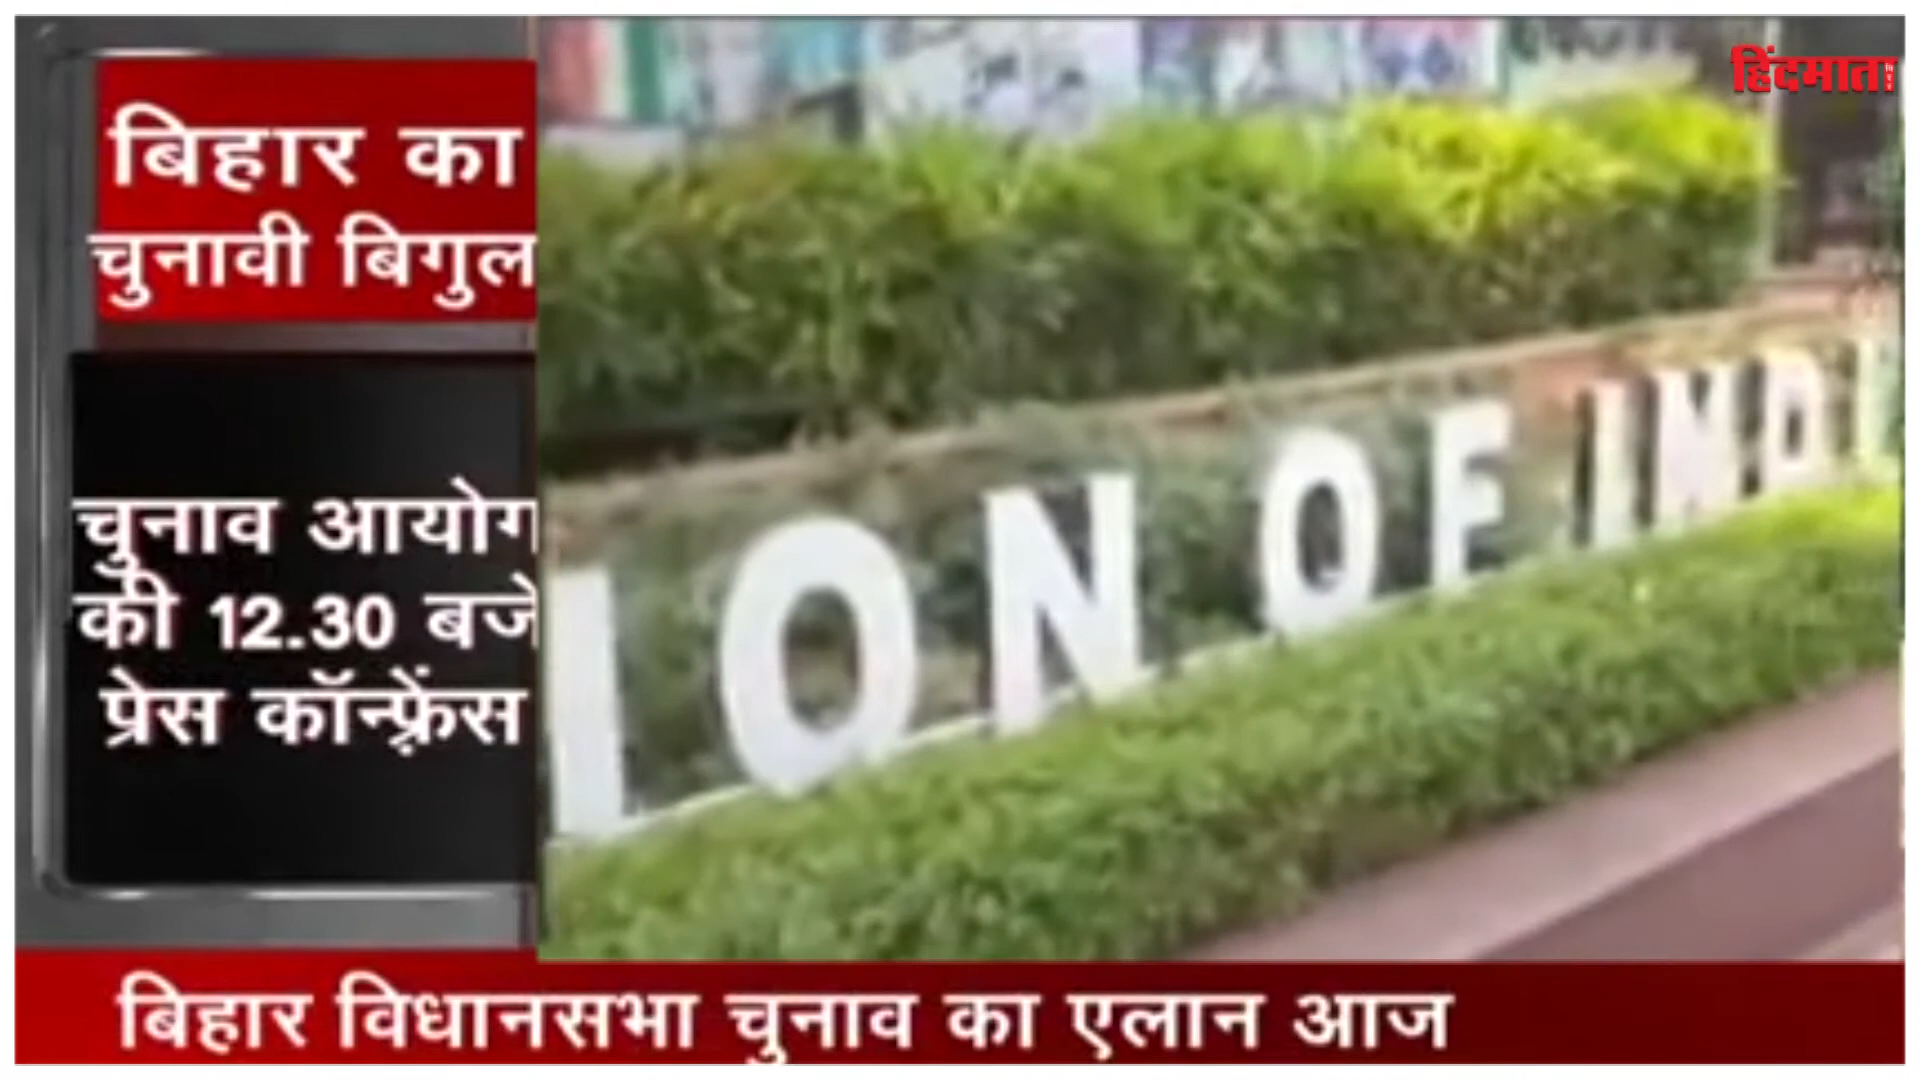 हिंदमाता
बिहार का
चुनावी बिगुल
चुनाव आयोग
की 12.30 बजे
प्रेस कॉन्फ़्रेंस
ION OF INDI
बिहार विधानसभा चुनाव का एलान आज